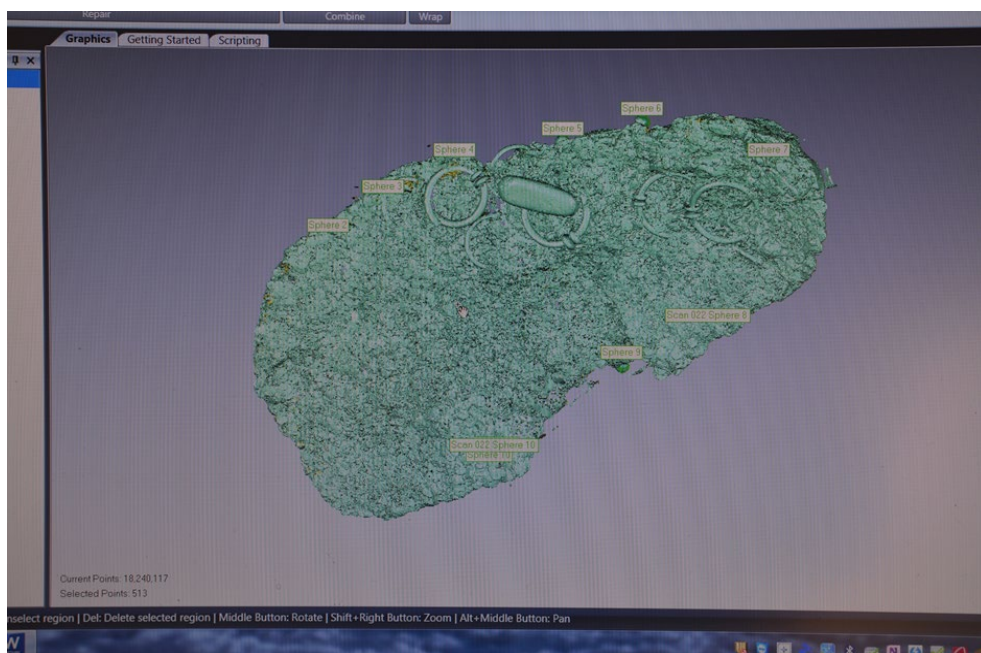 Repair Combine Wrap
Graphics Getting Started Scripting
Sphere 6
Sphere 5
Sphere 4
Sphere 7
Sphere 3
Sphere 2
Scan 022 Sphere 8
Sphere 9
Scan 022 Sphere 10
Sphere 10
Current Points: 18,240,117
Selected Points: 513
nselect region | Del: Delete selected region | Middle Button: Rotate | Shift+Right Button: Zoom | Alt+Middle Button: Pan
W